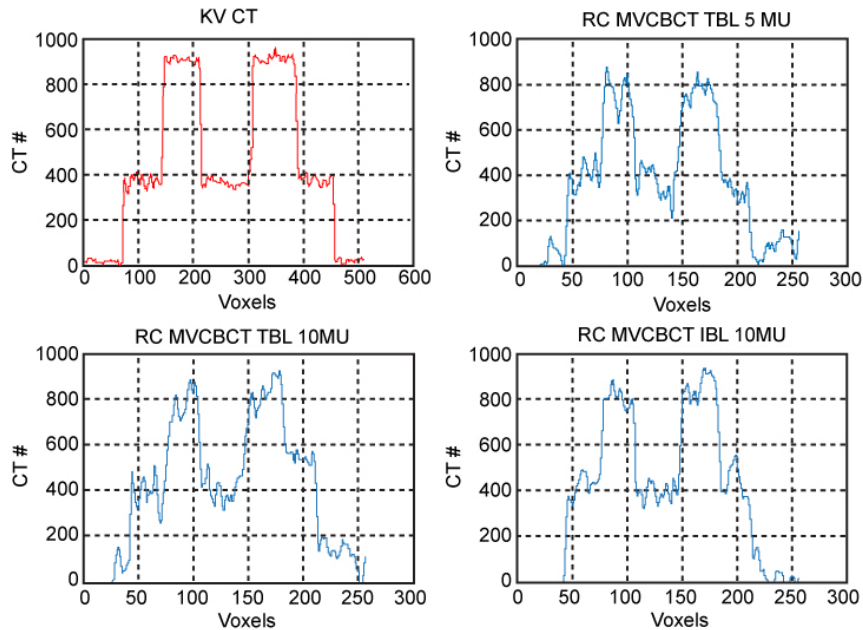 KV CT
1000
800
600
400
200
0
CT #
0 100 200 300 400 500 600
Voxels
RC MVCBCT TBL 5 MU
1000
800
600
400
200
0
CT #
0 50 100 150 200 250 300
Voxels
RC MVCBCT TBL 10MU
1000
800
600
400
200
0
CT #
0 50 100 150 200 250 300
Voxels
RC MVCBCT IBL 10MU
1000
800
600
400
200
0
CT #
0 50 100 150 200 250 300
Voxels